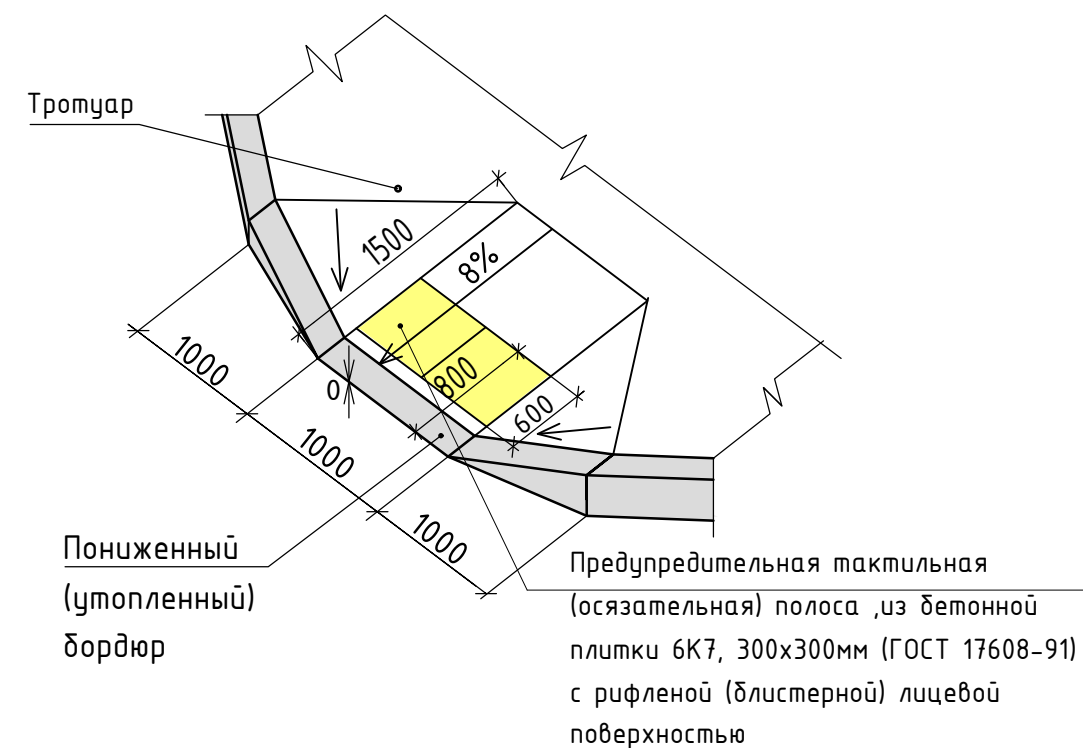 Тротуар
1500
8%
1000
0
800
600
1000
1000
Пониженный
(утопленный)
бордюр
Предупредительная тактильная
(осязательная) полоса ,из бетонной
плитки 6К7, 300х300мм (ГОСТ 17608-91)
с рифленой (блистерной) лицевой
поверхностью